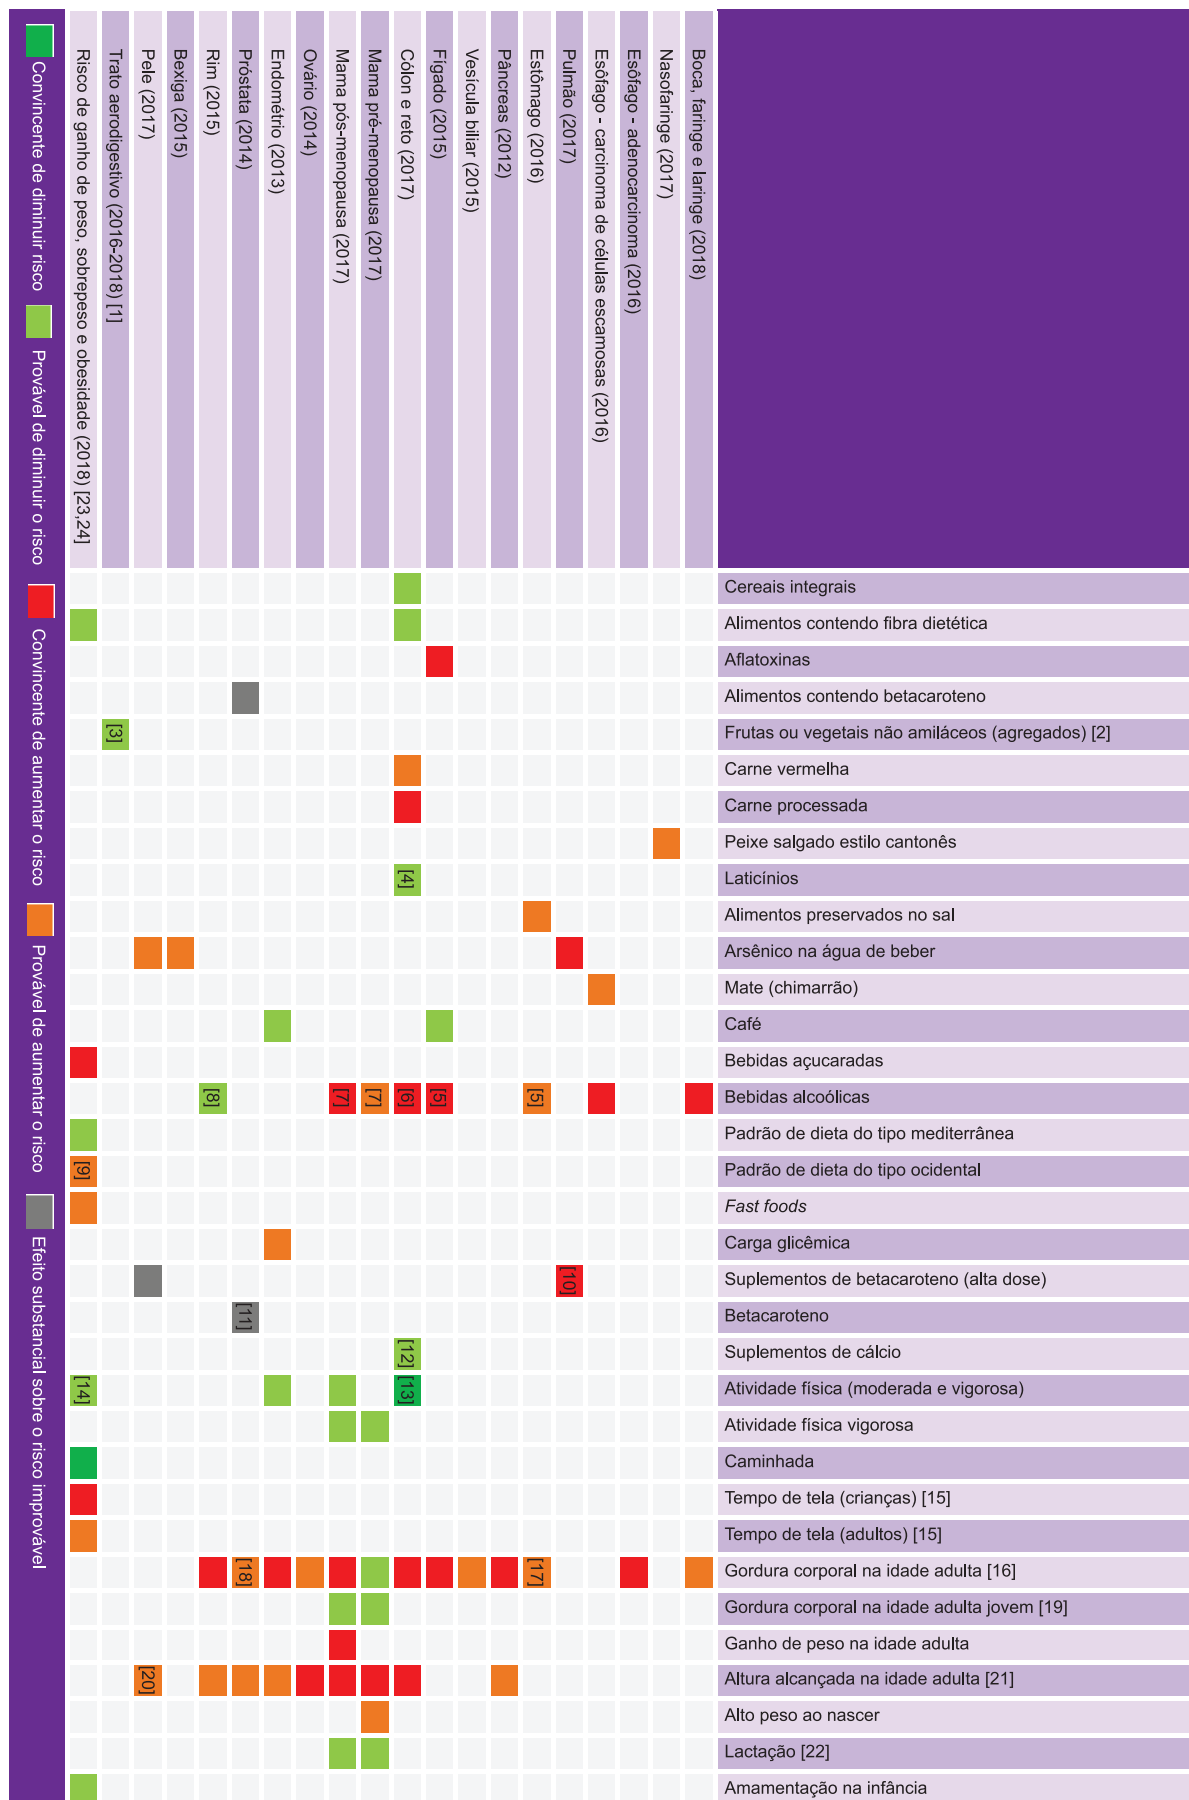 Boca, faringe e laringe (2018)
Nasofaringe (2017)
Esôfago - adenocarcinoma (2016)
Esôfago - carcinoma de células escamosas (2016)
Pulmão (2017)
Estômago (2016)
Pâncreas (2012)
Vesícula biliar (2015)
Fígado (2015)
Cólon e reto (2017)
Mama pré-menopausa (2017)
Mama pós-menopausa (2017)
Ovário (2014)
Endométrio (2013)
Próstata (2014)
Rim (2015)
Bexiga (2015)
Pele (2017)
Trato aerodigestivo (2016-2018) [1]
Risco de ganho de peso, sobrepeso e obesidade (2018) [23,24]
Cereais integrais
Alimentos contendo fibra dietética
Aflatoxinas
Alimentos contendo betacaroteno
[3] Frutas ou vegetais não amiláceos (agregados) [2]
Carne vermelha
Carne processada
Peixe salgado estilo cantonês
[4] Laticínios
Alimentos preservados no sal
Arsênico na água de beber
Mate (chimarrão)
Café
Bebidas açucaradas
[8] [7] [7] [6] [5] [5] Bebidas alcoólicas
Padrão de dieta do tipo mediterrânea
[9] Padrão de dieta do tipo ocidental
Fast foods
Carga glicêmica
[10] Suplementos de betacaroteno (alta dose)
[11] Betacaroteno
[12] Suplementos de cálcio
[14] [13] Atividade física (moderada e vigorosa)
Atividade física vigorosa
Caminhada
Tempo de tela (crianças) [15]
Tempo de tela (adultos) [15]
[18] [17] Gordura corporal na idade adulta [16]
Gordura corporal na idade adulta jovem [19]
Ganho de peso na idade adulta
[20] Altura alcançada na idade adulta [21]
Alto peso ao nascer
Lactação [22]
Amamentação na infância
Convincente de diminuir risco
Provável de diminuir o risco
Convincente de aumentar o risco
Provável de aumentar o risco
Efeito substancial sobre o risco improvável